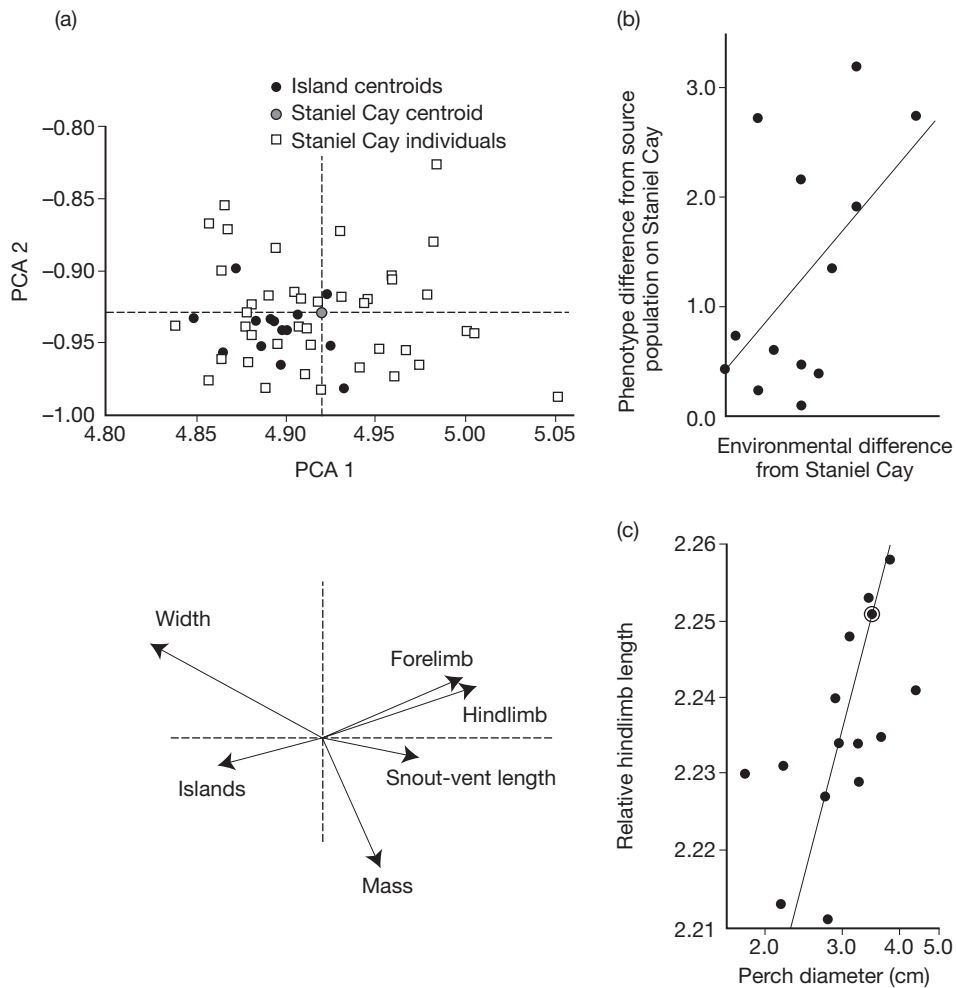 (a)
Island centroids
Staniel Cay centroid
Staniel Cay individuals
−0.80
−0.85
−0.90
−0.95
−1.00
PCA 2
4.80
4.85
4.90
4.95
5.00
5.05
PCA 1
Width
Forelimb
Hindlimb
Islands
Snout-vent length
Mass
(b)
3.0
2.0
1.0
0.0
Phenotype difference from source
population on Staniel Cay
Environmental difference
from Staniel Cay
(c)
2.26
2.25
2.24
2.23
2.22
2.21
Relative hindlimb length
2.0
3.0
4.0
5.0
Perch diameter (cm)